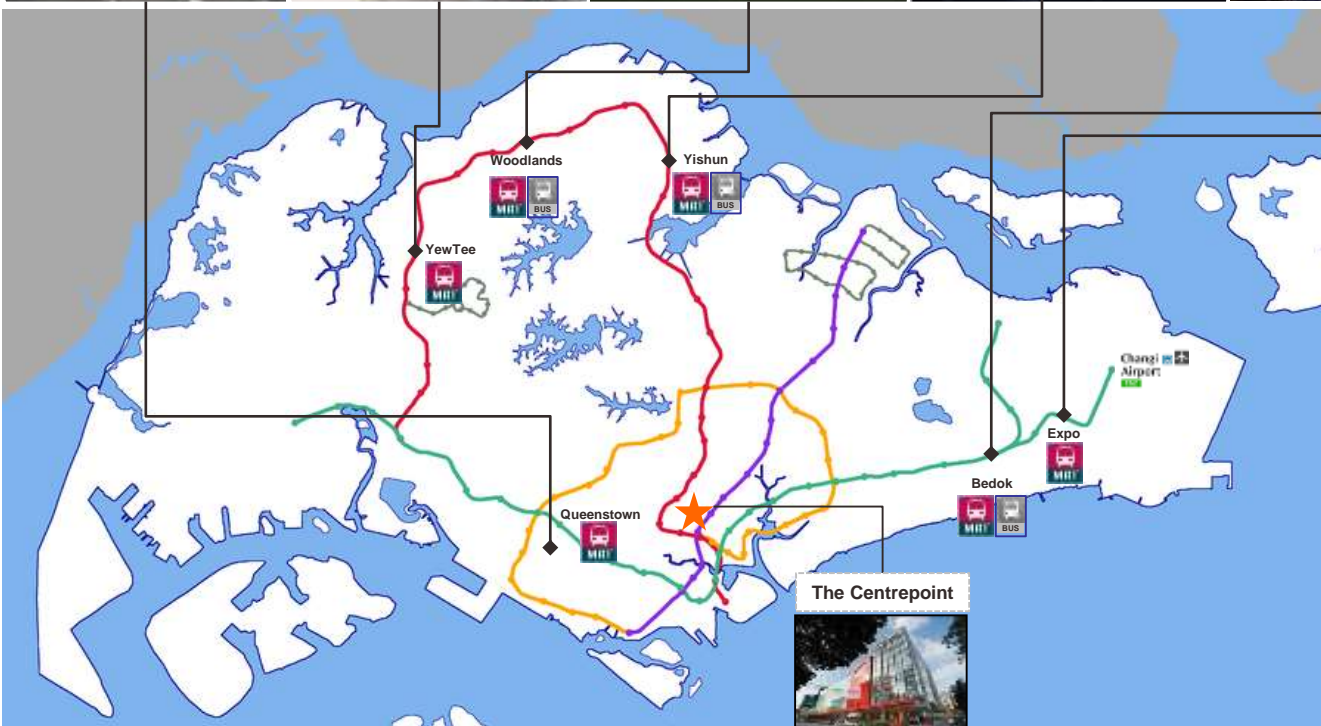 Woodlands
MRT
BUS
Yishun
MRT
BUS
YewTee
MRT
Changi
Airport
Expo
MRT
Bedok
MRT
BUS
Queenstown
MRT
The Centrepoint